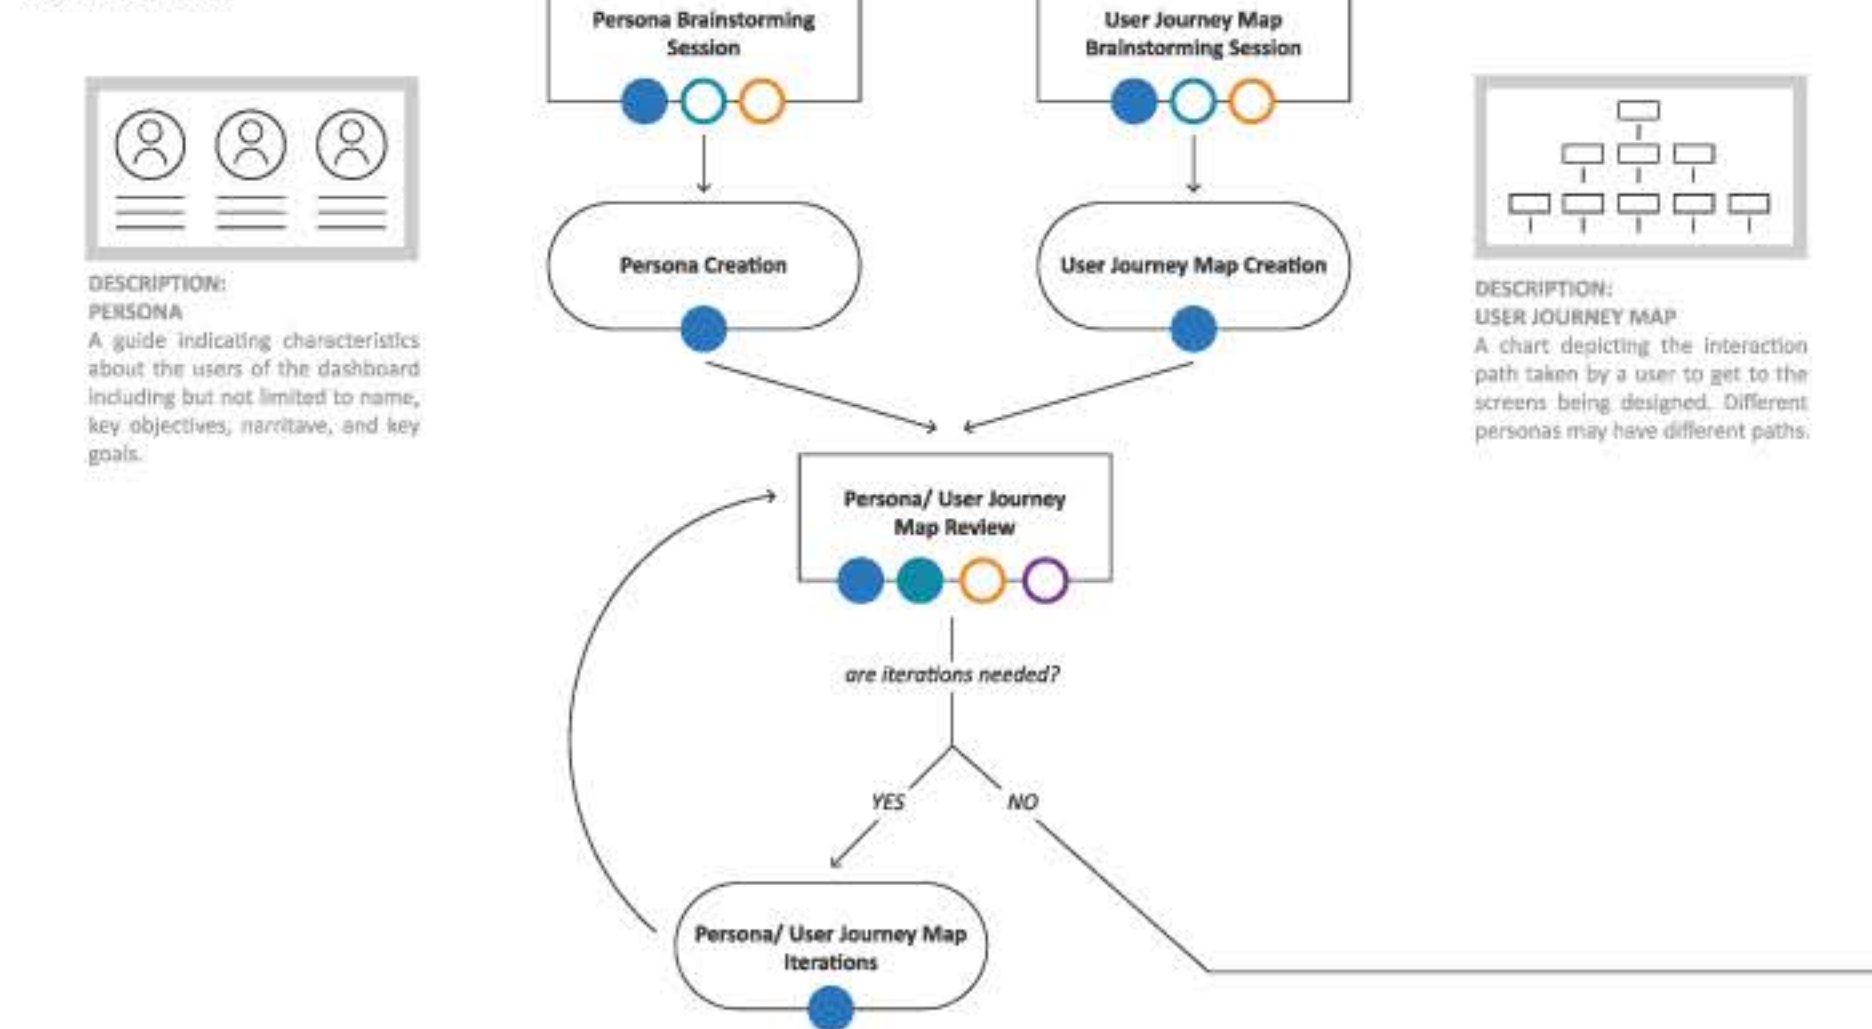 Persona Brainstorming
Session
User Journey Map
Brainstorming Session
Persona Creation
User Journey Map Creation
DESCRIPTION:
PERSONA
A guide indicating characteristics
about the users of the dashboard
including but not limited to name,
key objectives, narritave, and key
goals.
DESCRIPTION:
USER JOURNEY MAP
A chart depicting the interaction
path taken by a user to get to the
screens being designed. Different
personas may have different paths.
Persona/ User Journey
Map Review
are iterations needed?
YES
NO
Persona/ User Journey Map
Iterations